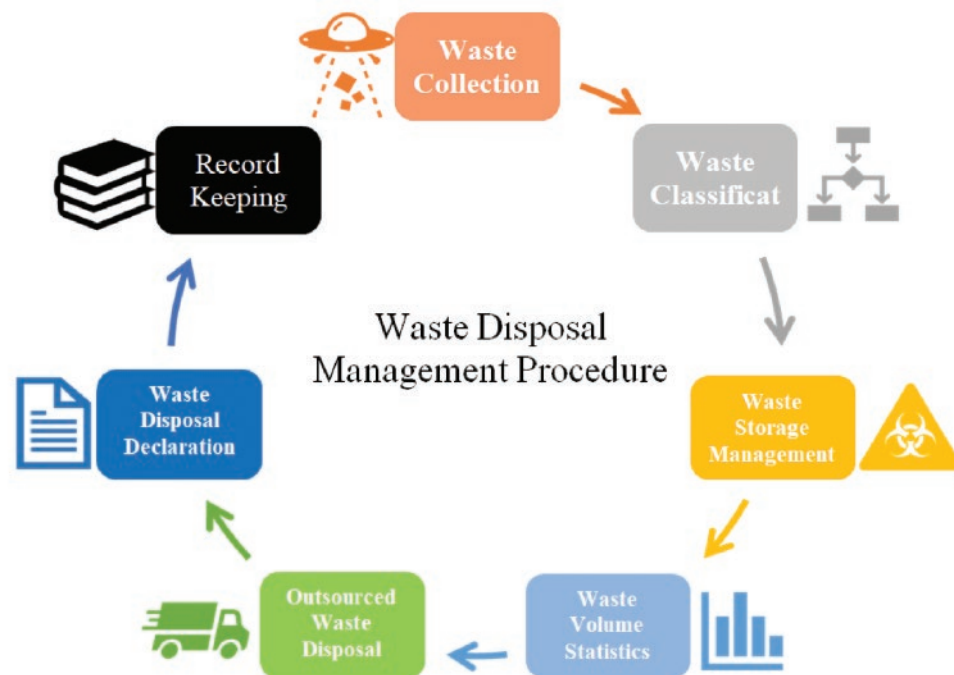 Waste
Collection
Waste
Classificat
Waste
Storage
Management
Waste
Volume
Statistics
Outsourced
Waste
Disposal
Waste
Disposal
Declaration
Record
Keeping
Waste Disposal
Management Procedure